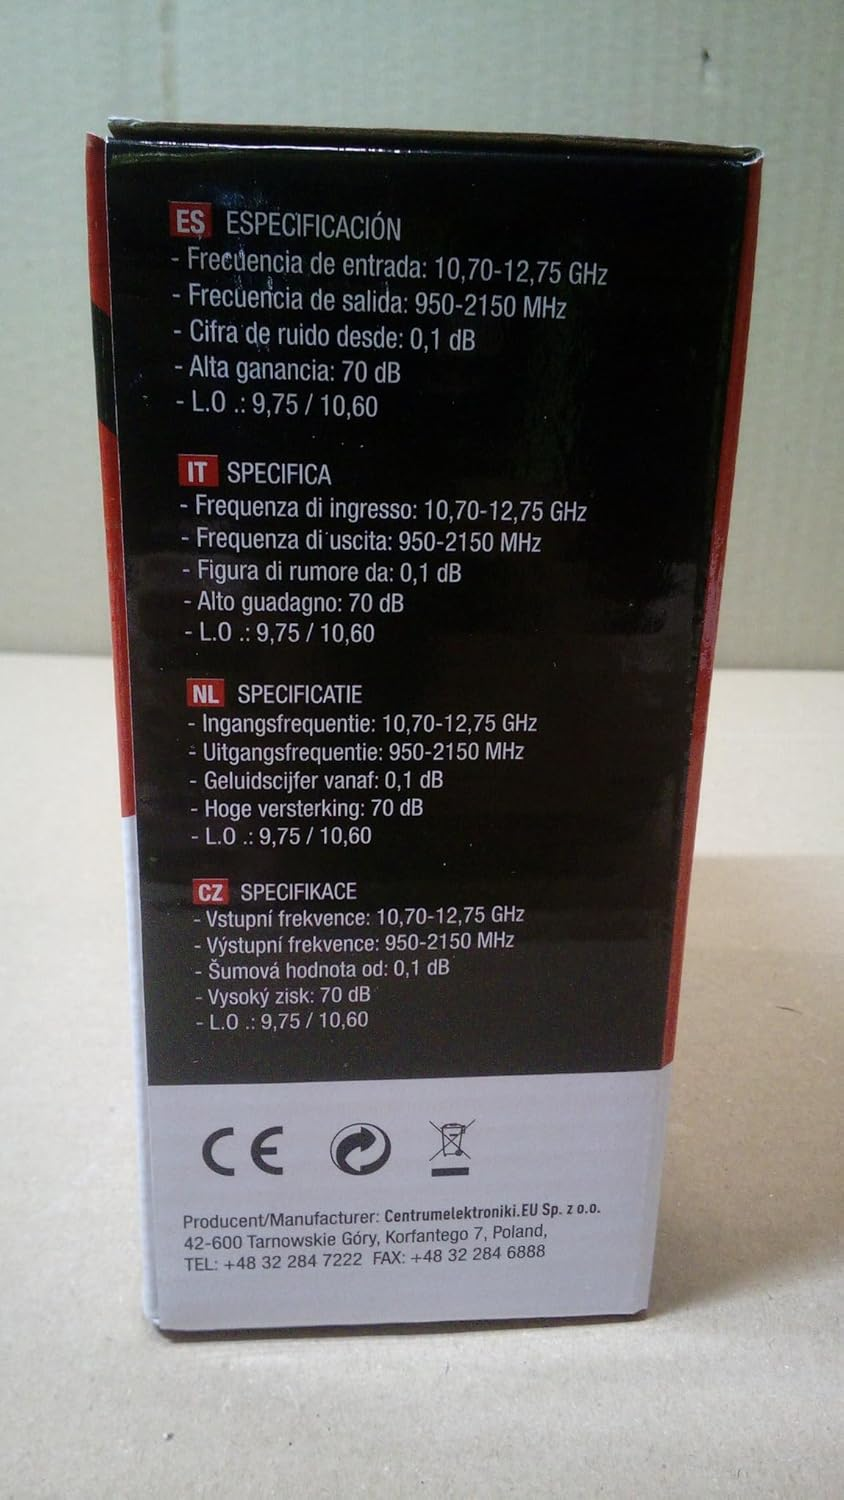 ES ESPECIFICACIÓN
- Frecuencia de entrada: 10,70-12,75 GHz
- Frecuencia de salida: 950-2150 MHz
- Cifra de ruido desde: 0,1 dB
- Alta ganancia: 70 dB
- L.O .: 9,75 / 10,60
IT SPECIFICA
- Frequenza di ingresso: 10,70-12,75 GHz
- Frequenza di uscita: 950-2150 MHz
- Figura di rumore da: 0,1 dB
- Alto guadagno: 70 dB
- L.O .: 9,75 / 10,60
NL SPECIFICATIE
- Ingangsfrequentie: 10,70-12,75 GHz
- Uitgangsfrequentie: 950-2150 MHz
- Geluidscijfer vanaf: 0,1 dB
- Hoge versterking: 70 dB
- L.O .: 9,75 / 10,60
CZ SPECIFIKACE
- Vstupní frekvence: 10,70-12,75 GHz
- Výstupní frekvence: 950-2150 MHz
- Šumová hodnota od: 0,1 dB
- Vysoký zisk: 70 dB
- L.O .: 9,75 / 10,60
CE
Producent/Manufacturer: Centrumelektroniki.EU Sp. z o.o.
42-600 Tarnowskie Góry, Korfantego 7, Poland,
TEL: +48 32 284 7222 FAX: +48 32 284 6888